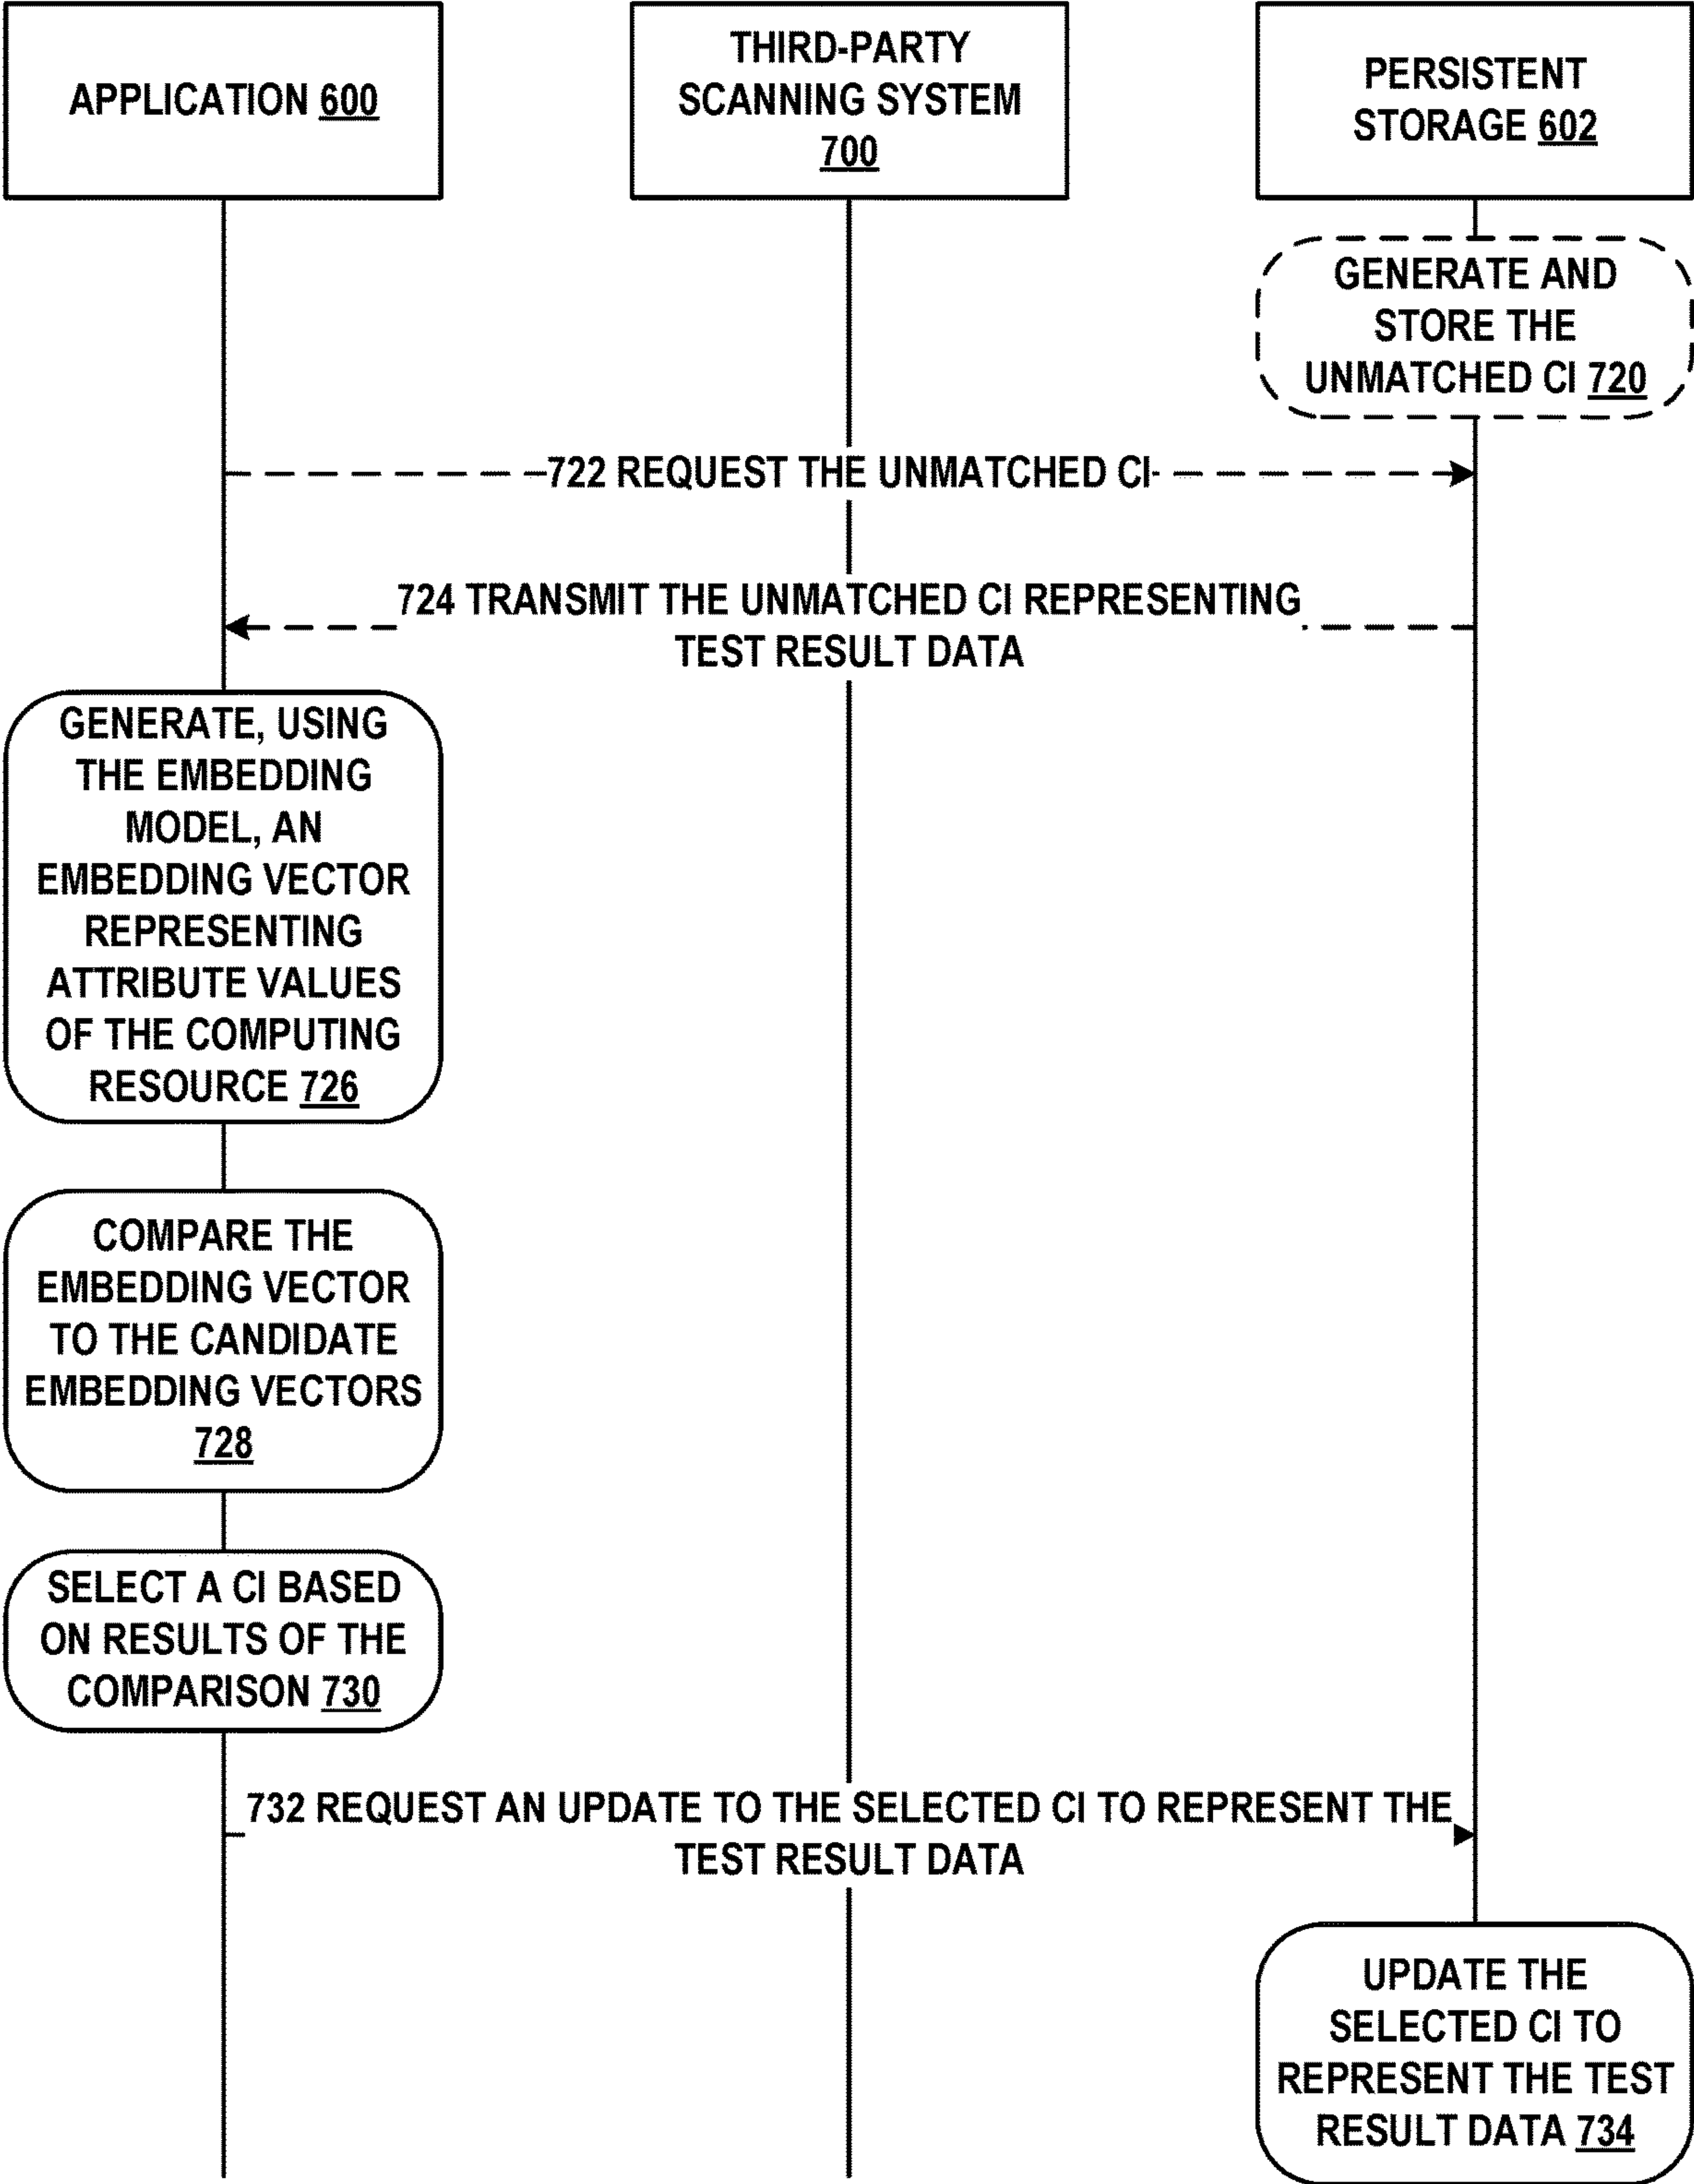 APPLICATION 600
THIRD-PARTY
SCANNING SYSTEM
700
PERSISTENT
STORAGE 602
GENERATE AND
STORE THE
UNMATCHED CI 720
722 REQUEST THE UNMATCHED CI
724 TRANSMIT THE UNMATCHED CI REPRESENTING
TEST RESULT DATA
GENERATE, USING
THE EMBEDDING
MODEL, AN
EMBEDDING VECTOR
REPRESENTING
ATTRIBUTE VALUES
OF THE COMPUTING
RESOURCE 726
COMPARE THE
EMBEDDING VECTOR
TO THE CANDIDATE
EMBEDDING VECTORS
728
SELECT A CI BASED
ON RESULTS OF THE
COMPARISON 730
732 REQUEST AN UPDATE TO THE SELECTED CI TO REPRESENT THE
TEST RESULT DATA
UPDATE THE
SELECTED CI TO
REPRESENT THE TEST
RESULT DATA 734